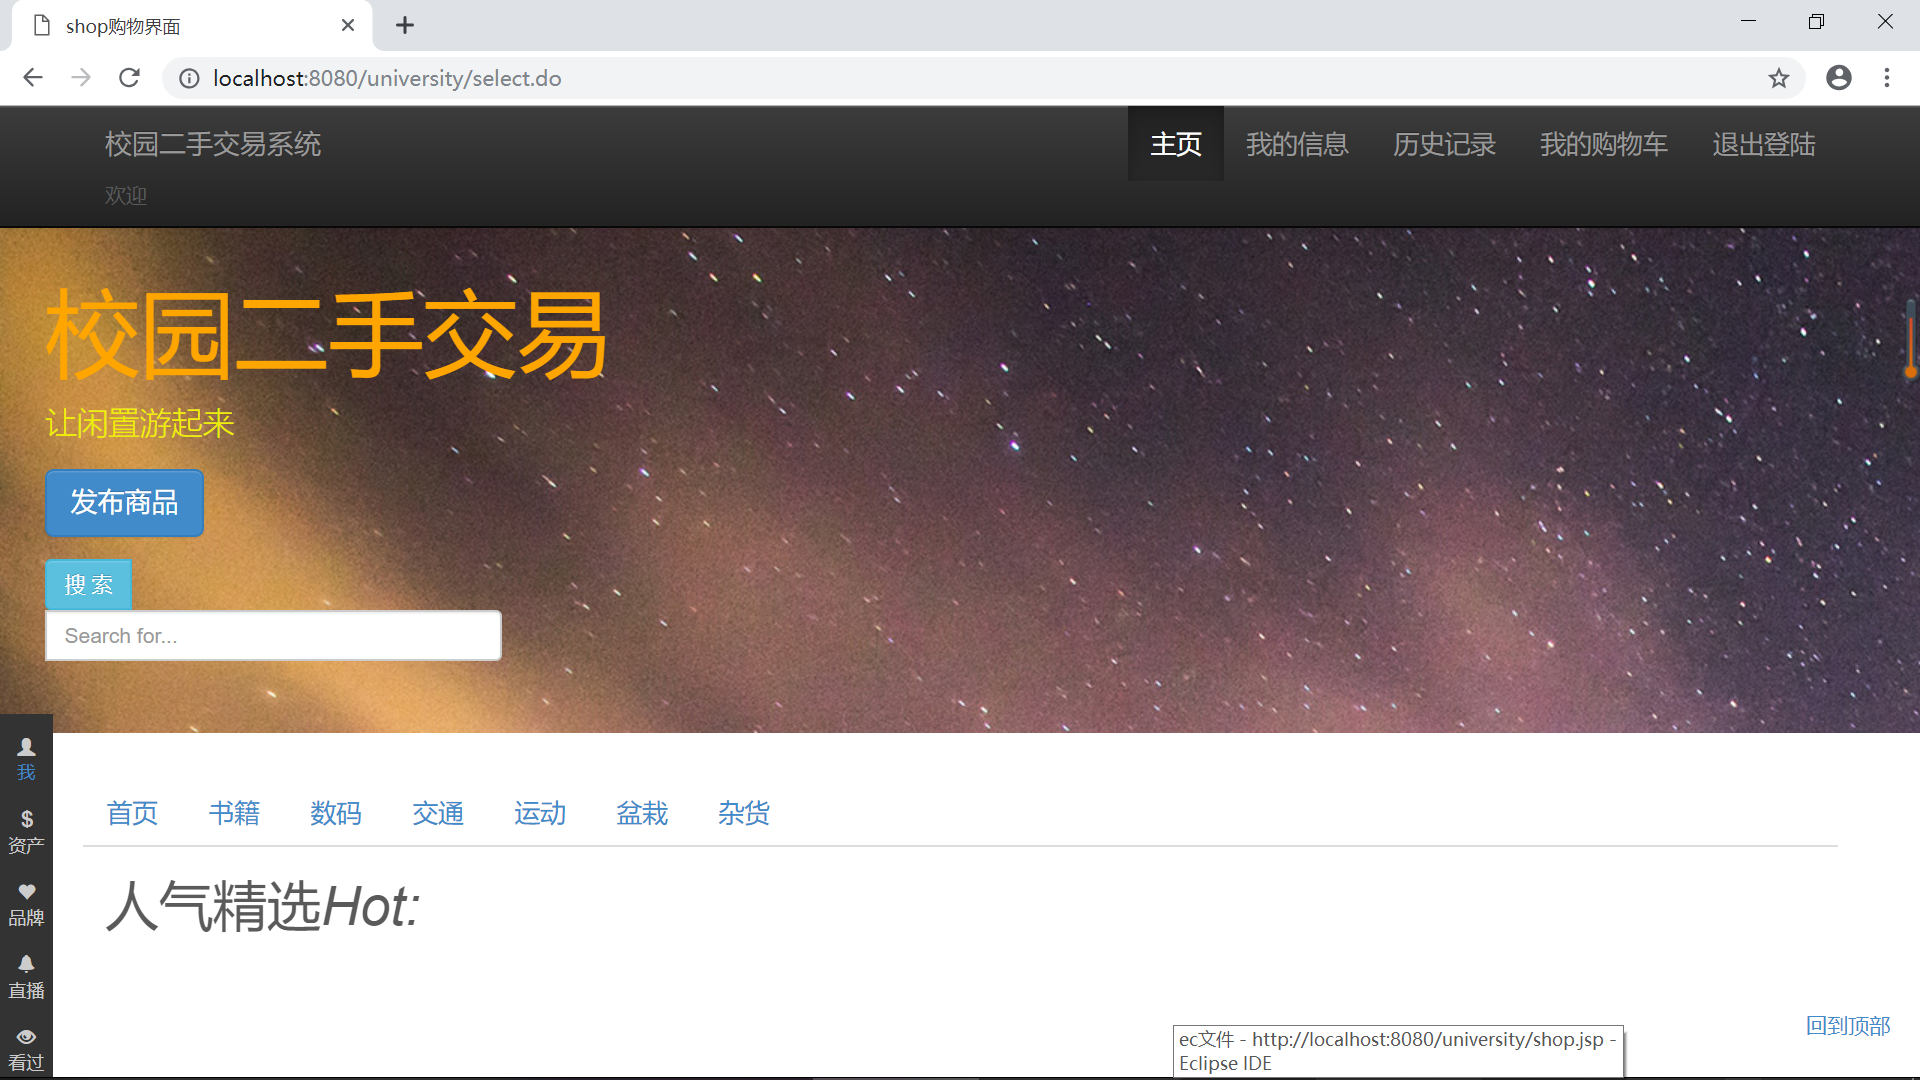 shop购物界面
localhost:8080/university/select.do
校园二手交易系统
主页 我的信息 历史记录 我的购物车 退出登陆
欢迎
校园二手交易
让闲置游起来
发布商品
搜 索
Search for...
我
资产
品牌
直播
看过
首页 书籍 数码 交通 运动 盆栽 杂货
人气精选Hot:
回到顶部
ec文件 - http://localhost:8080/university/shop.jsp -
Eclipse IDE